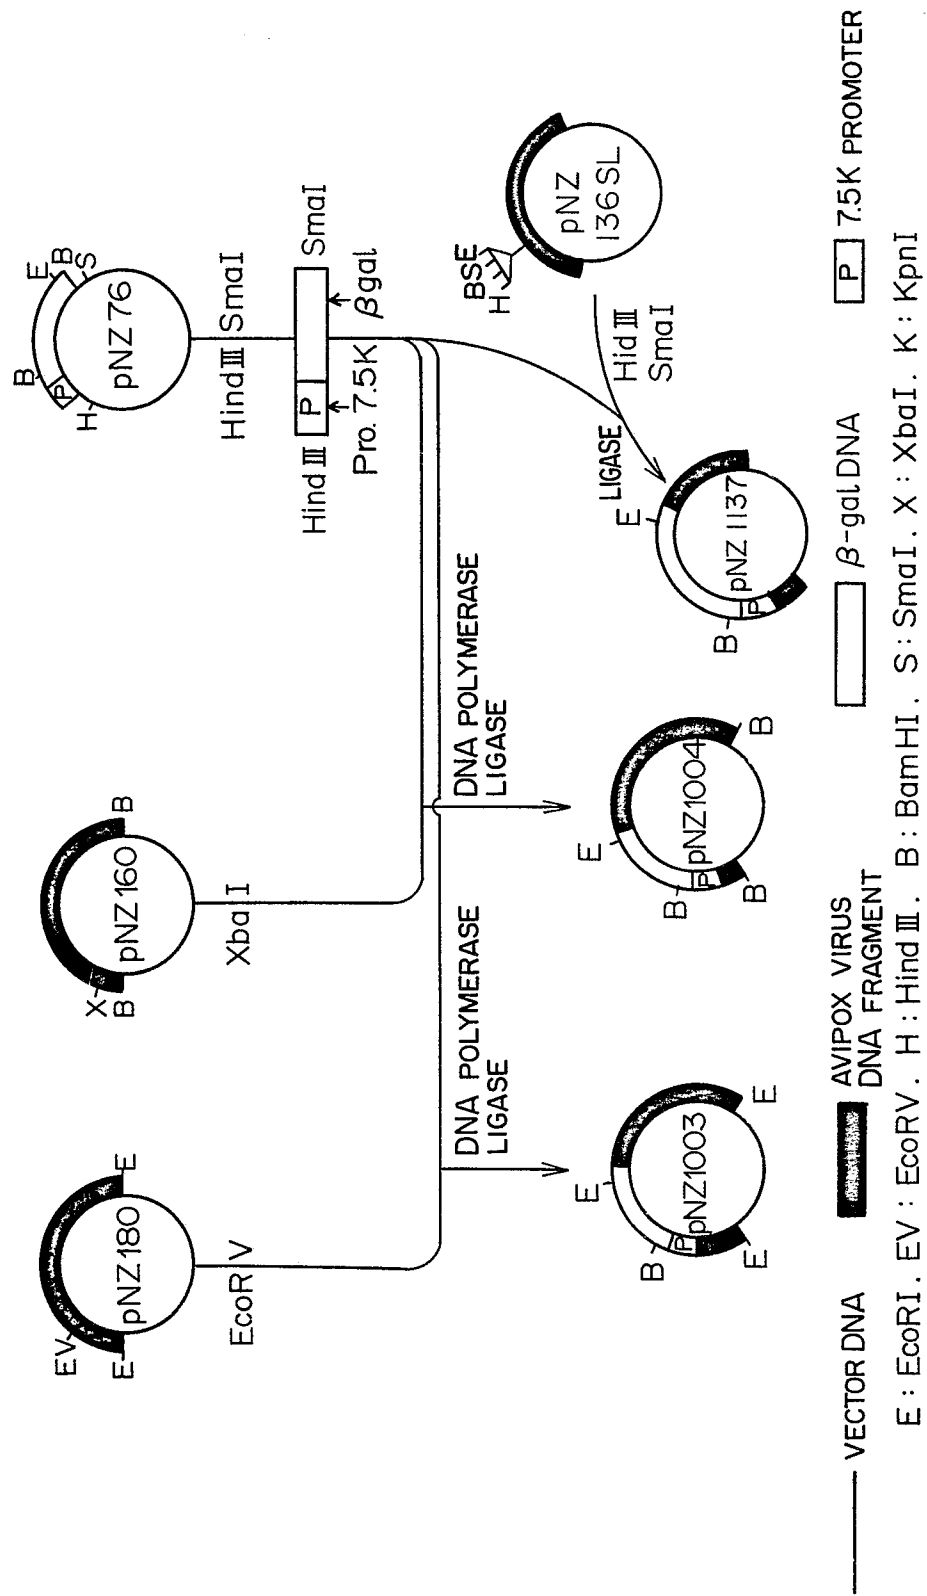 pNZ180
EV
E
E
EcoR V
pNZ160
X
B
B
Xba I
pNZ76
H
P
B
E
B
S
Hind III SmaI
Hind III
P
SmaI
Pro. 7.5K
β gal
DNA POLYMERASE
LIGASE
DNA POLYMERASE
LIGASE
pNZ
136SL
H
BSE
Hid III
SmaI
LIGASE
pNZ1003
E
P
B
E
E
pNZ1004
B
P
B
E
B
pNZ1137
P
B
E
VECTOR DNA
AVIPOX VIRUS
DNA FRAGMENT
β-gal DNA
P 7.5K PROMOTER
E : EcoRI. EV : EcoRV. H : Hind III. B : BamHI. S : SmaI. X : XbaI. K : KpnI